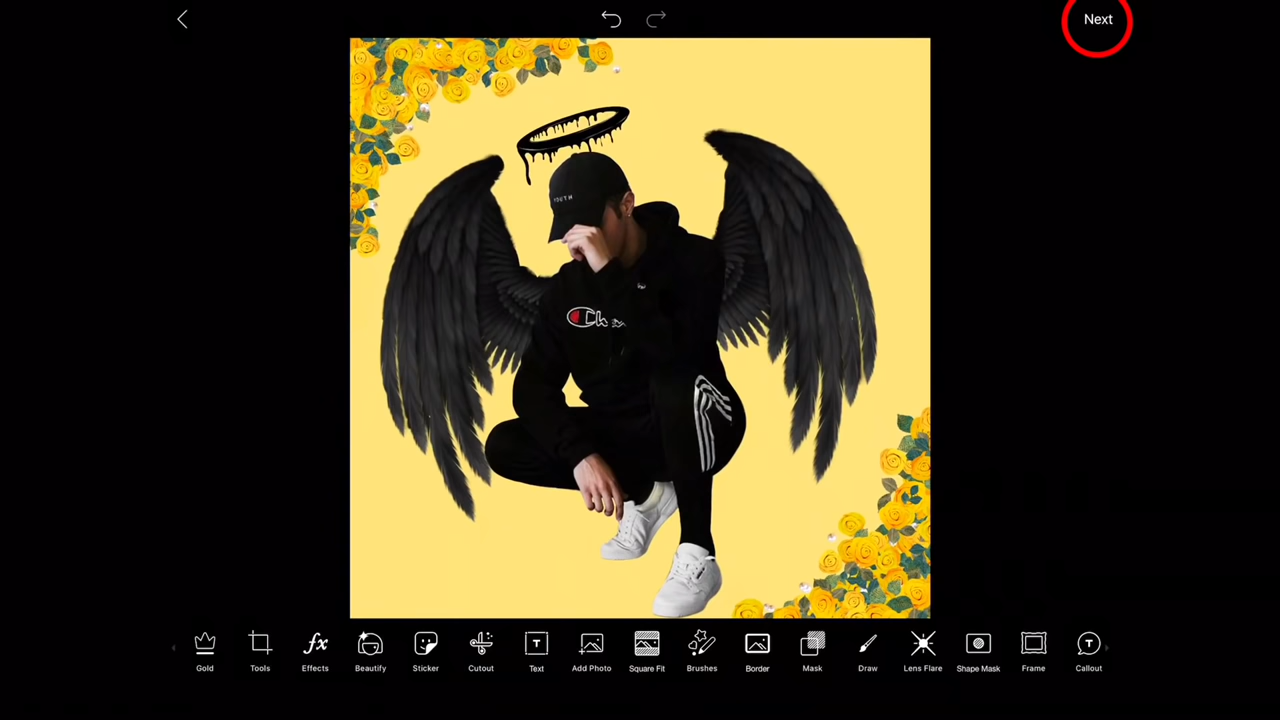 Next
YOUTH
Cha
Gold
Tools
Effects
Beautify
Sticker
Cutout
Text
Add Photo
Square Fit
Brushes
Border
Mask
Draw
Lens Flare
Shape Mask
Frame
Callout